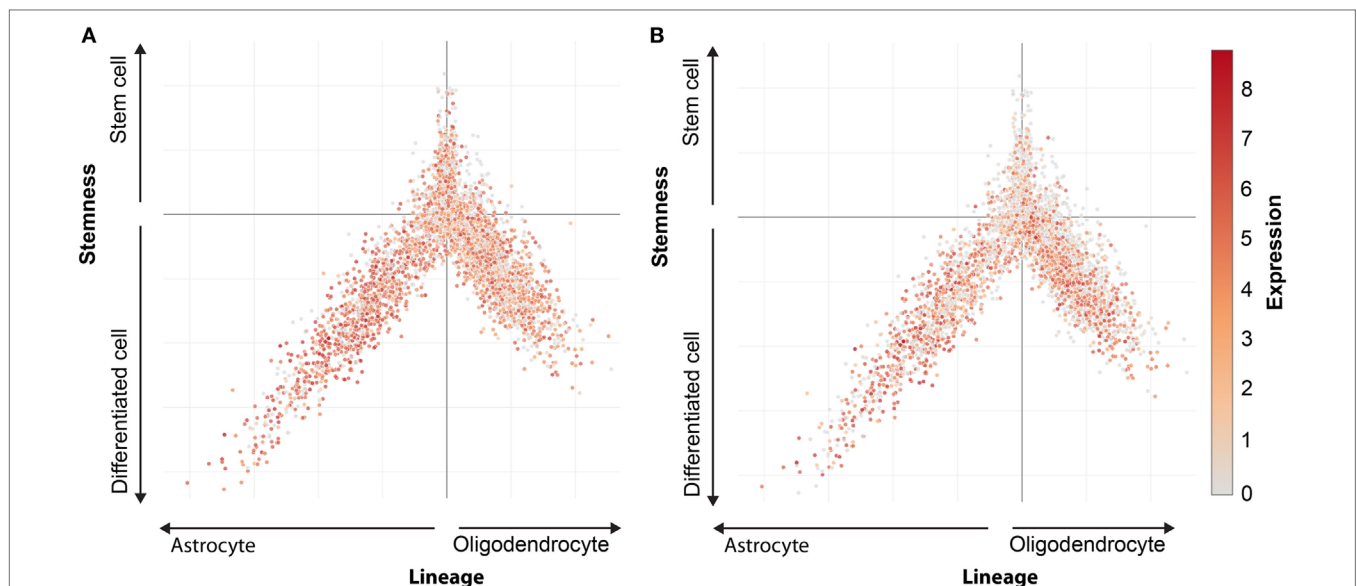 A
Stem cell
Stemness
Differentiated cell
Astrocyte
Oligodendrocyte
Lineage
B
Stem cell
Stemness
Differentiated cell
Astrocyte
Oligodendrocyte
Lineage
8
7
6
5
4
3
2
1
0
Expression